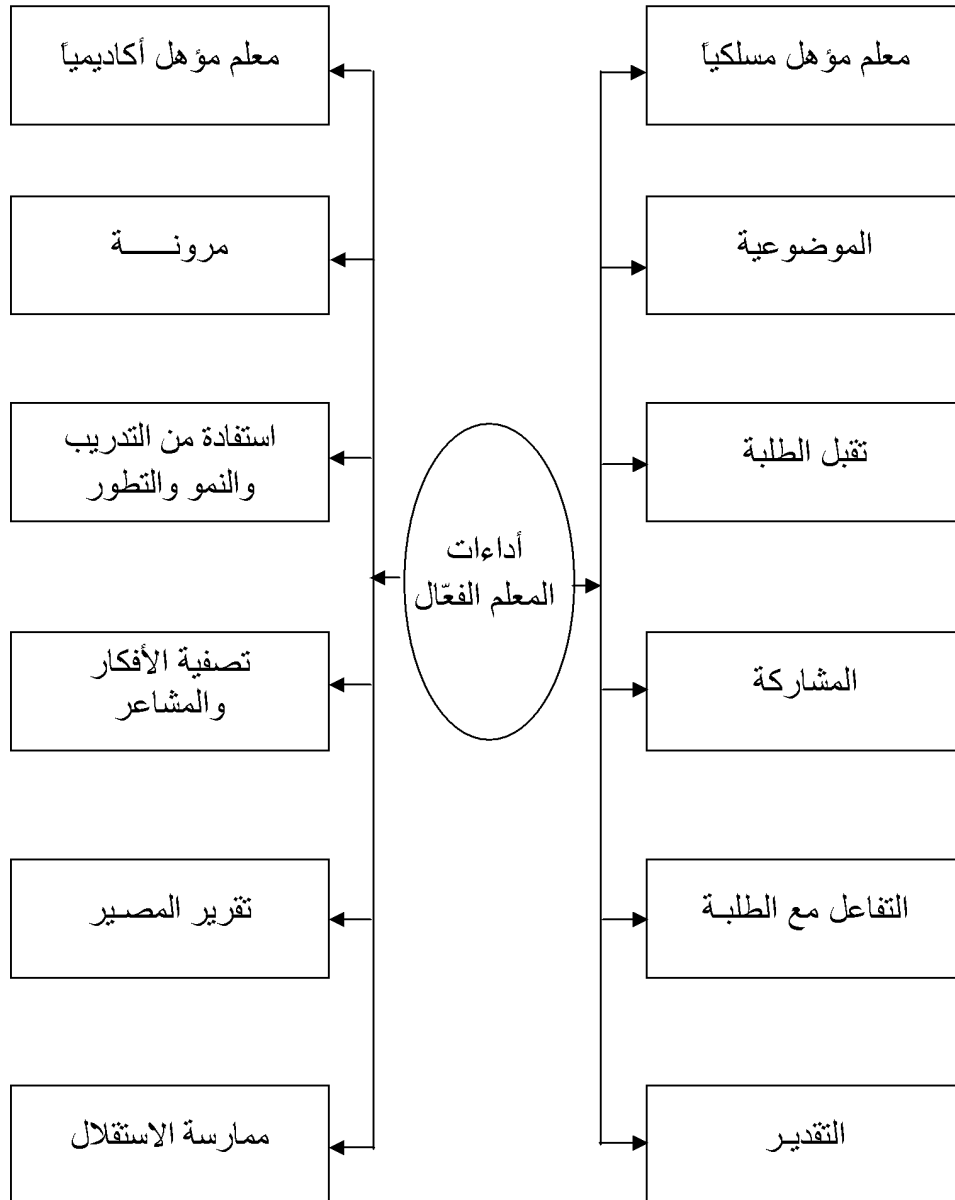 معلم مؤهل مسلكياً
معلم مؤهل أكاديمياً
الموضوعية
مرونـــــة
تقبل الطلبة
استفادة من التدريب
والنمو والتطور
أداءات
المعلم الفعّال
المشاركة
تصفية الأفكار
والمشاعر
التفاعل مع الطلبـة
تقرير المصـير
التقديـر
ممارسة الاستقلال